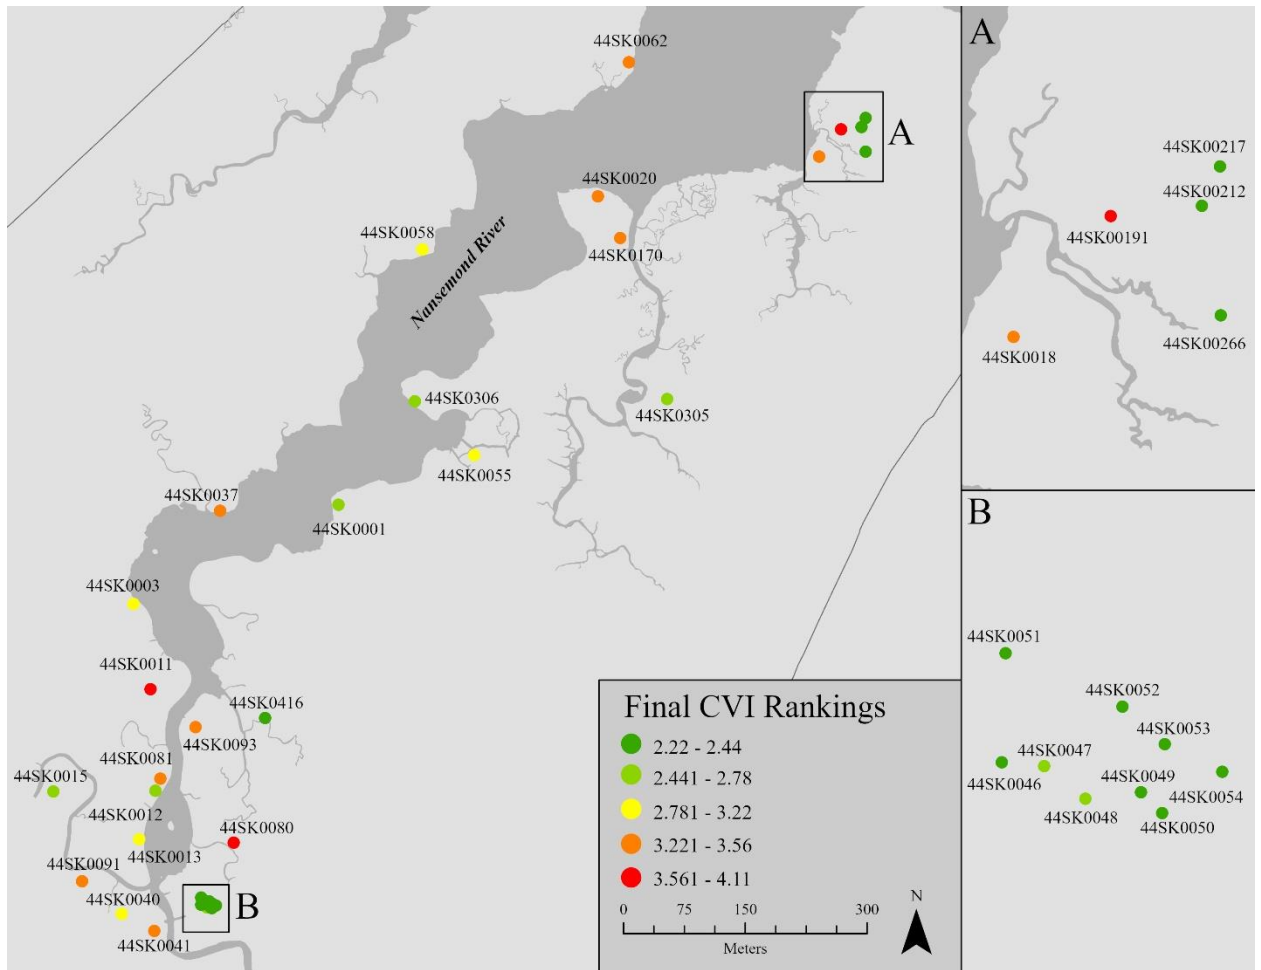 44SK0062
A
44SK0020
44SK0058
44SK0170
Nansemond River
44SK0306
44SK0305
44SK0055
44SK0037
44SK0001
44SK0003
44SK0011
44SK0416
44SK0093
44SK0081
44SK0015
44SK0012
44SK0080
44SK0013
44SK0091
44SK0040
B
44SK0041
A
44SK00217
44SK00212
44SK00191
44SK00266
44SK0018
B
44SK0051
44SK0052
44SK0053
44SK0047
44SK0046
44SK0049
44SK0054
44SK0048
44SK0050
Final CVI Rankings
2.22 - 2.44
2.441 - 2.78
2.781 - 3.22
3.221 - 3.56
3.561 - 4.11
N
0 75 150 300
Meters